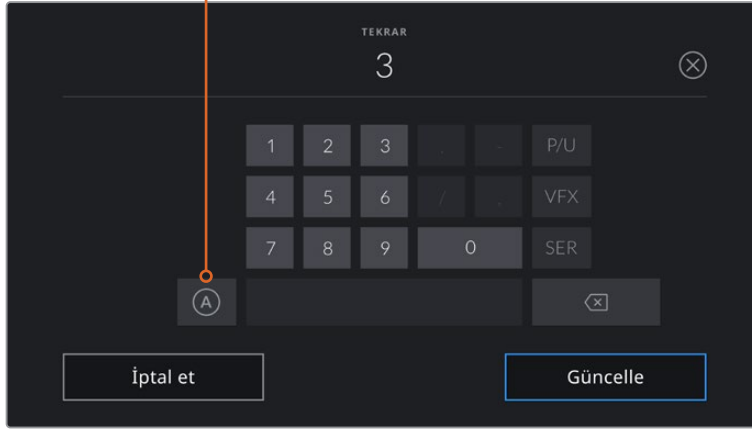 TEKRAR
3
1 2 3 . - P/U
4 5 6 / , VFX
7 8 9 0 SER
A
İptal et Güncelle